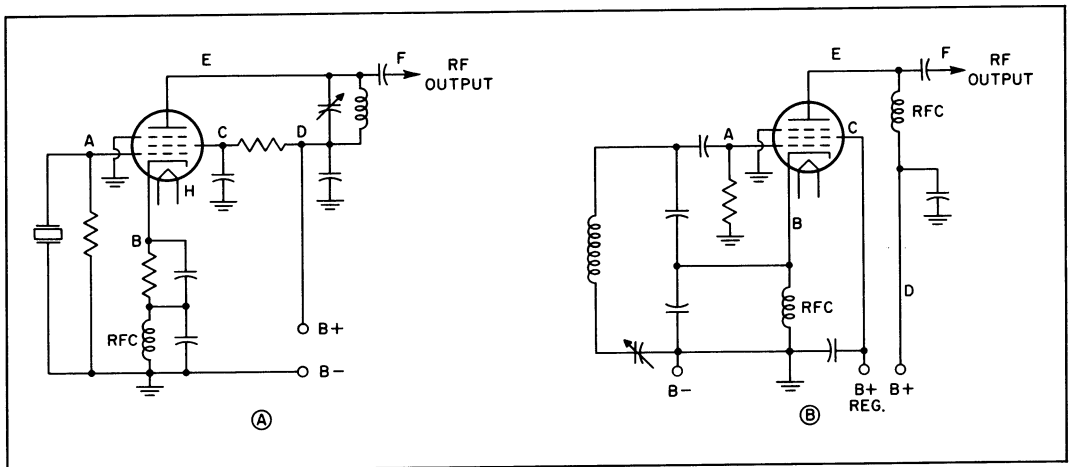 E
F
RF
OUTPUT
A
C
D
H
B
RFC
B+
B-
Ⓐ
E
F
RF
OUTPUT
RFC
A
C
B
RFC
D
B-
B+
REG.
B+
Ⓑ